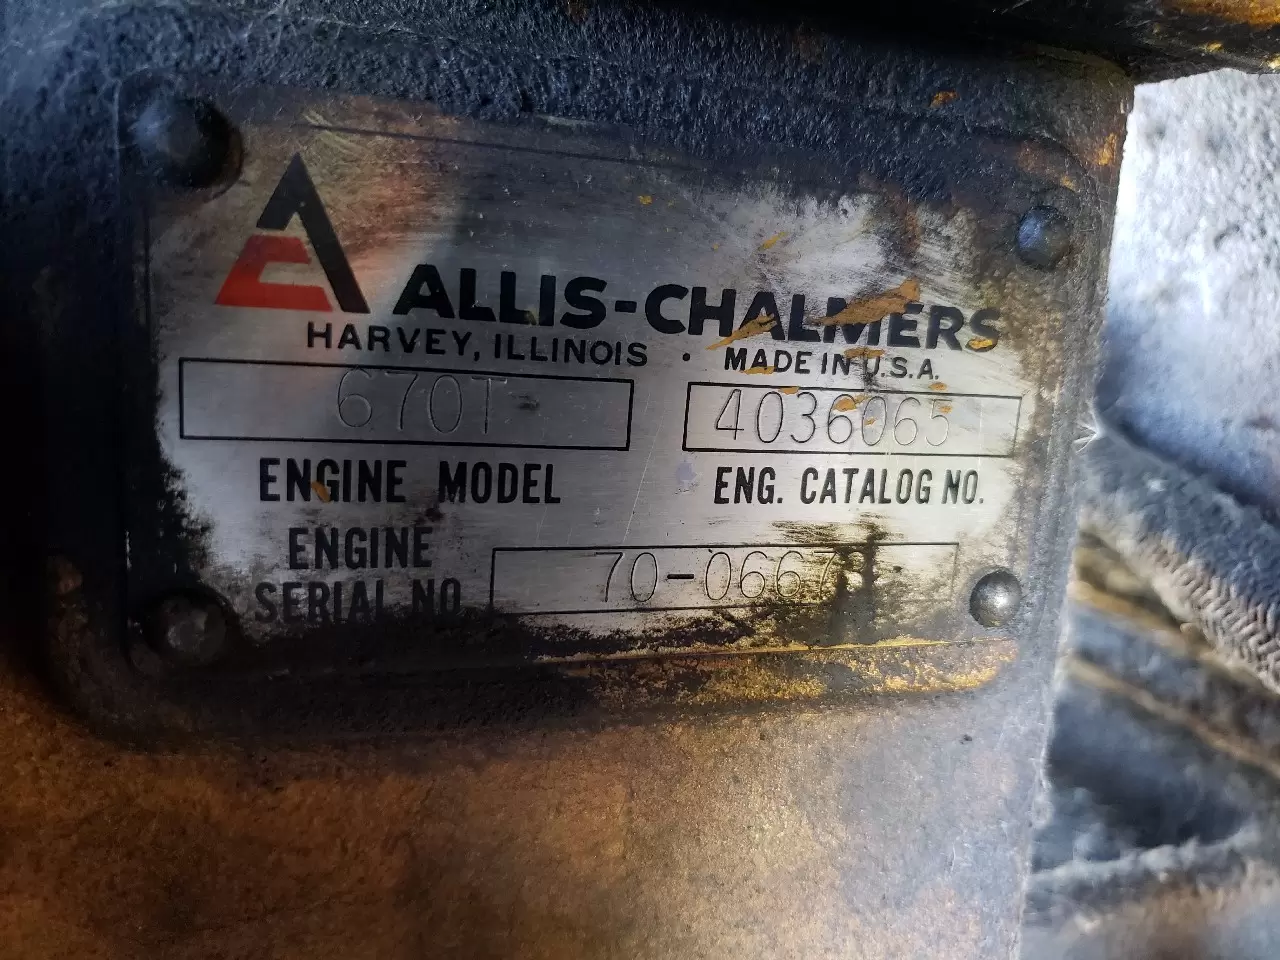 ALLIS-CHALMERS
HARVEY, ILLINOIS · MADE IN U.S.A.
670T 4036065
ENGINE MODEL ENG. CATALOG NO.
ENGINE
SERIAL NO